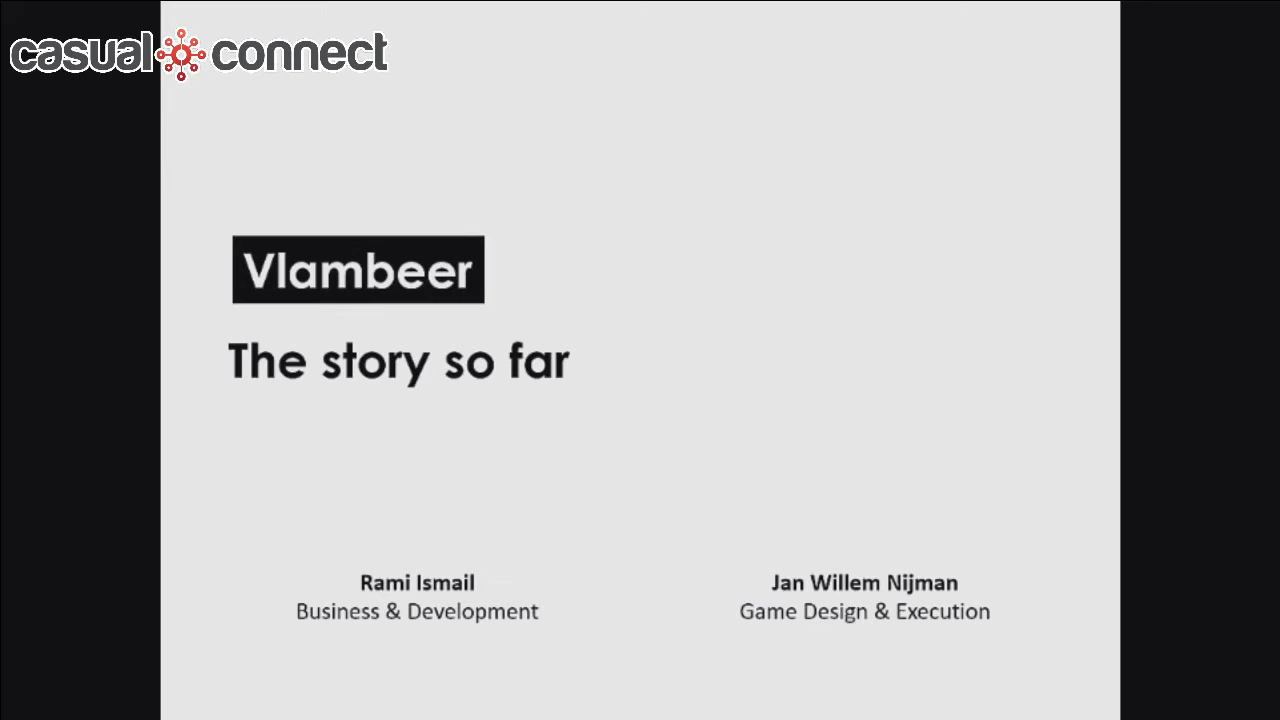 casual connect
Vlambeer
The story so far
Rami Ismail
Business & Development
Jan Willem Nijman
Game Design & Execution